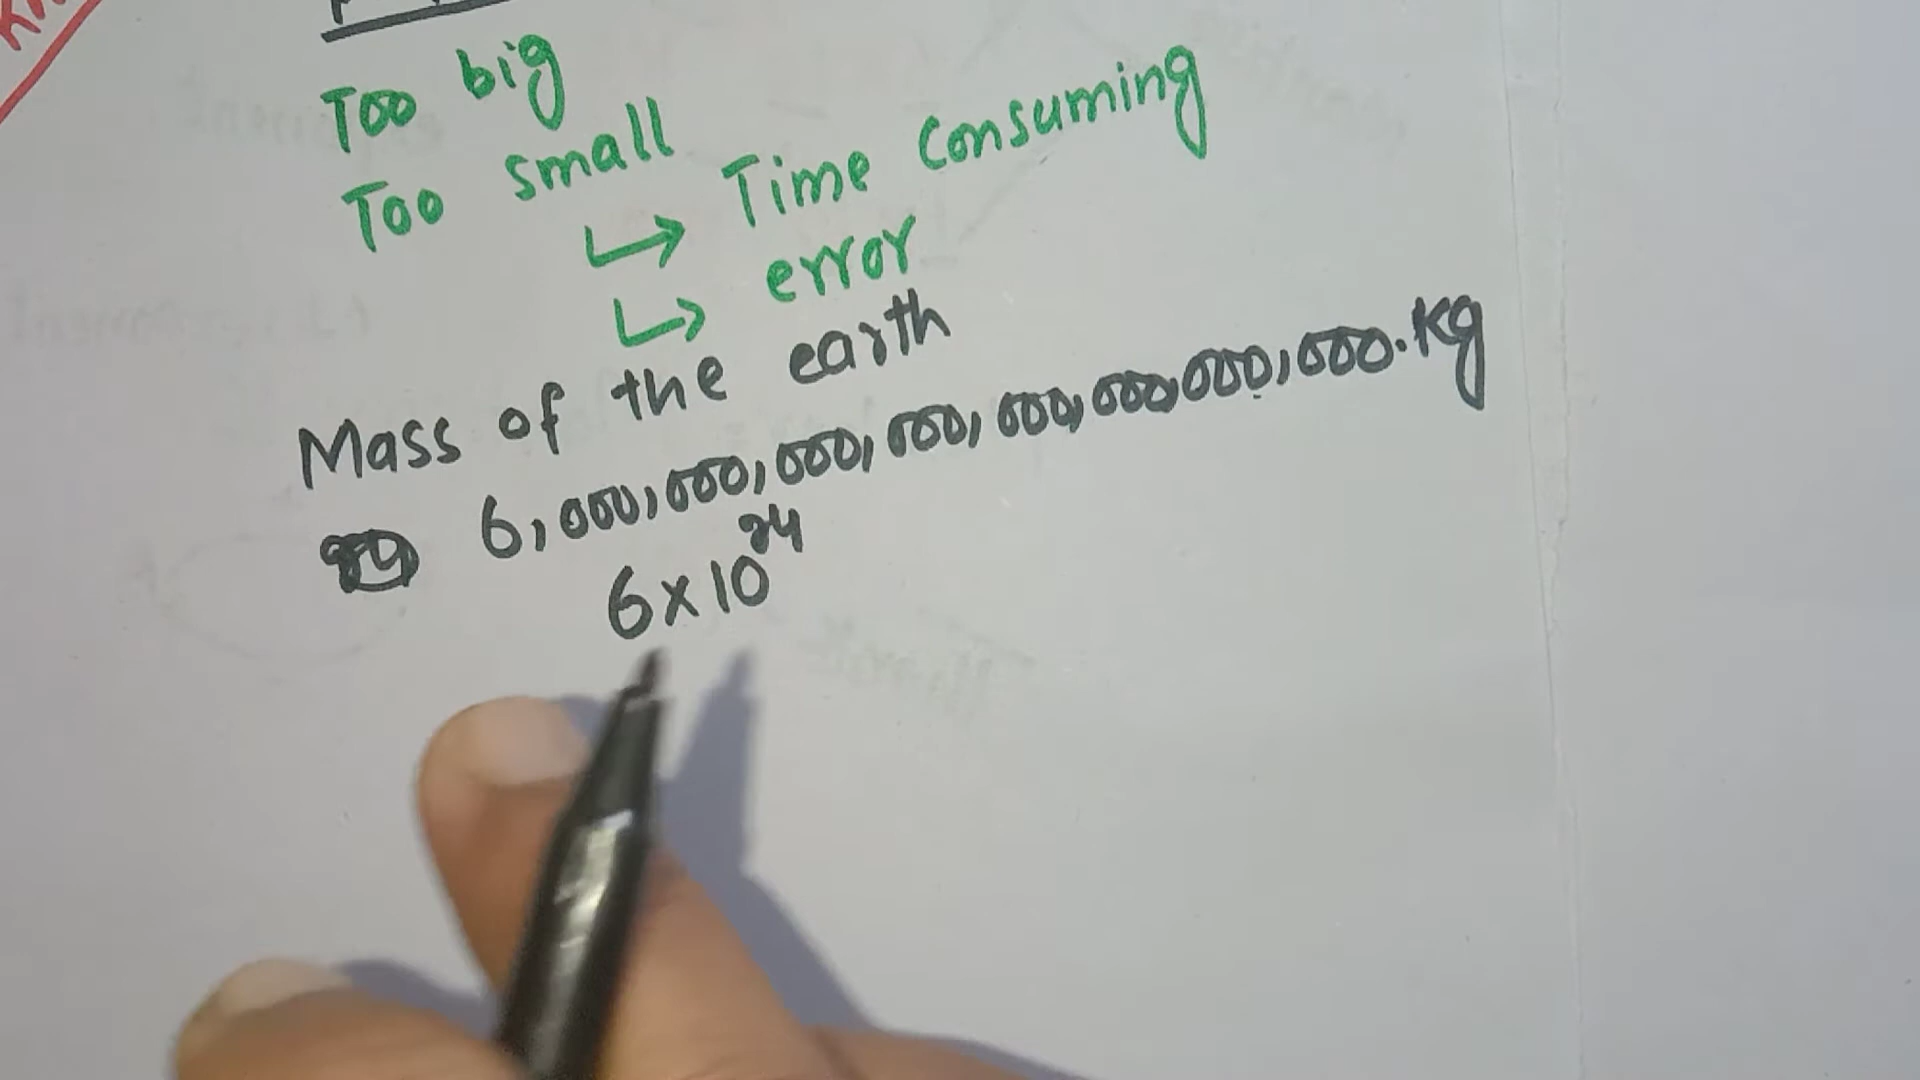 Too big
Too small
↳ Time consuming
↳ error
Mass of the earth
6,000,000,000,000,000,000,000,000.kg
6×10²⁴